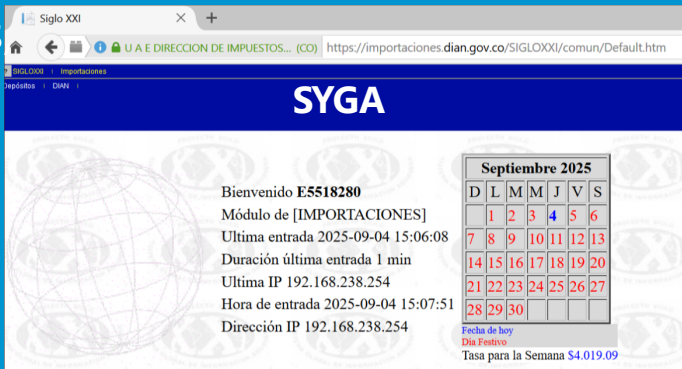 Siglo XXI
U A E DIRECCION DE IMPUESTOS... (CO) https://importaciones.dian.gov.co/SIGLOXXI/comun/Default.htm
SIGLOXXI | Importaciones
Depósitos | DIAN |
SYGA
Bienvenido E5518280
Módulo de [IMPORTACIONES]
Ultima entrada 2025-09-04 15:06:08
Duración última entrada 1 min
Ultima IP 192.168.238.254
Hora de entrada 2025-09-04 15:07:51
Dirección IP 192.168.238.254
Septiembre 2025
D L M M J V S
1 2 3 4 5 6
7 8 9 10 11 12 13
14 15 16 17 18 19 20
21 22 23 24 25 26 27
28 29 30
Fecha de hoy
Dia Festivo
Tasa para la Semana $4.019.09